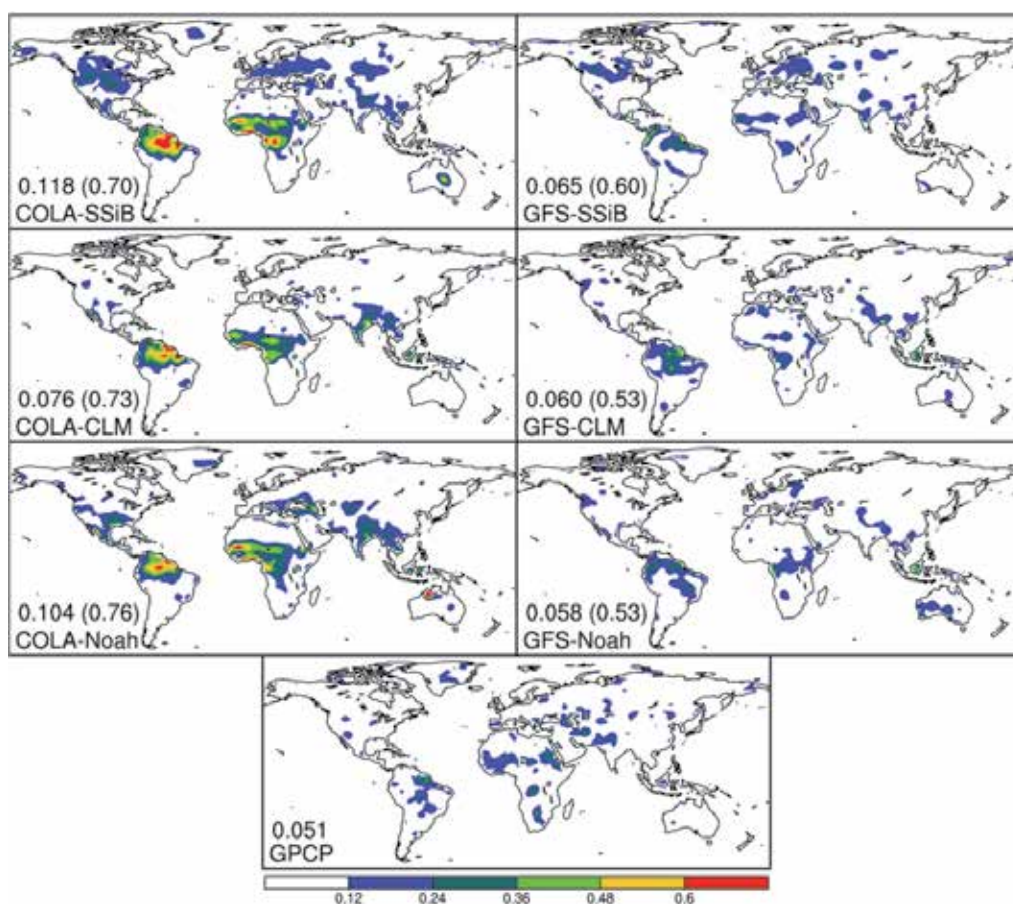 0.118 (0.70)
COLA-SSiB
0.065 (0.60)
GFS-SSiB
0.076 (0.73)
COLA-CLM
0.060 (0.53)
GFS-CLM
0.104 (0.76)
COLA-Noah
0.058 (0.53)
GFS-Noah
0.051
GPCP
0.12 0.24 0.36 0.48 0.6